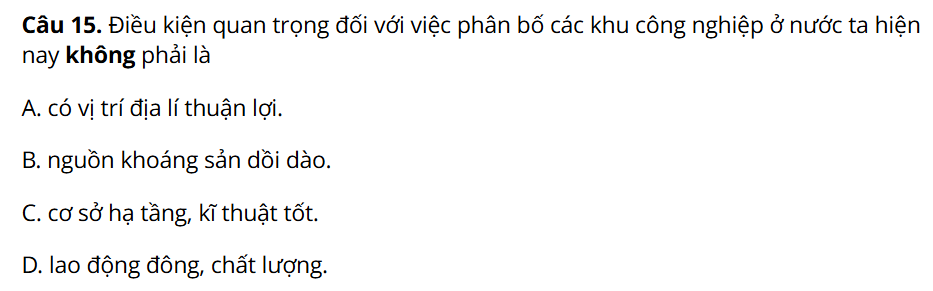 Câu 15. Điều kiện quan trọng đối với việc phân bố các khu công nghiệp ở nước ta hiện
nay không phải là
A. có vị trí địa lí thuận lợi.
B. nguồn khoáng sản dồi dào.
C. cơ sở hạ tầng, kĩ thuật tốt.
D. lao động đông, chất lượng.